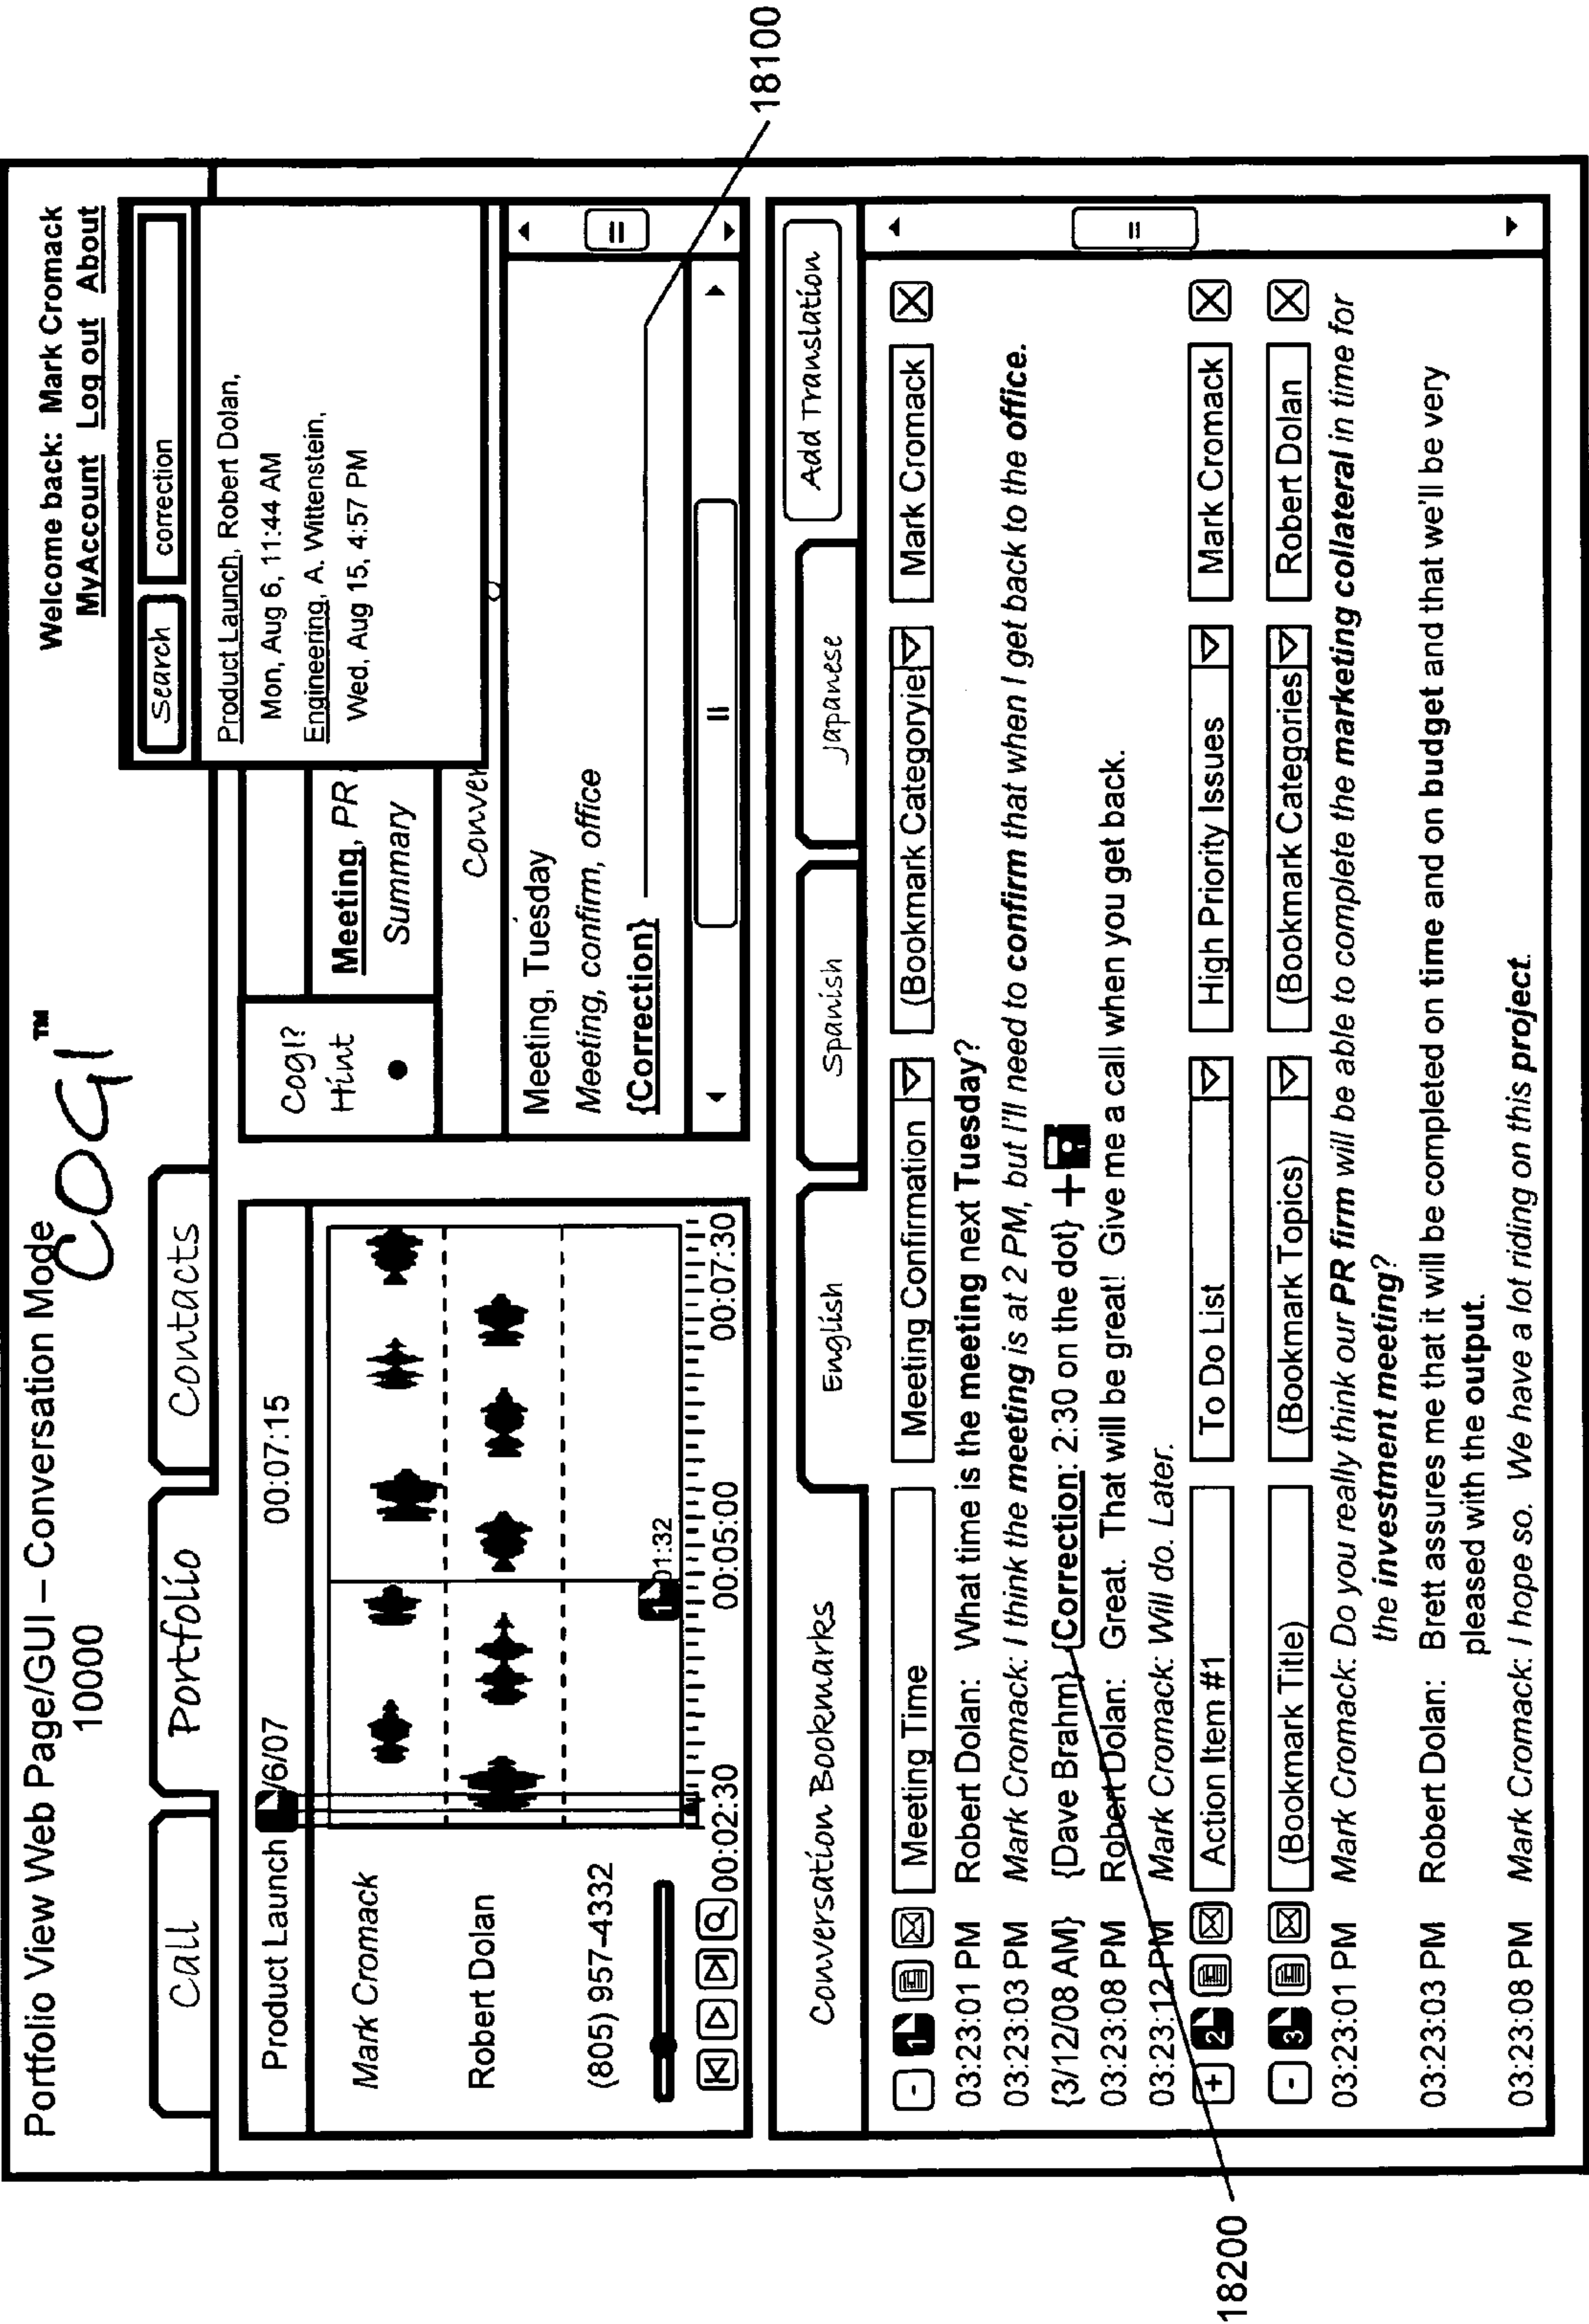 Portfolio View Web Page/GUI – Conversation Mode
10000
COGI™
Welcome back: Mark Cromack
MyAccount Log out About
Call
Portfolio
Contacts
Search
correction
Product Launch, Robert Dolan,
Mon, Aug 6, 11:44 AM
Engineering, A. Wittenstein,
Wed, Aug 15, 4:57 PM
Product Launch
/6/07
00:07:15
Mark Cromack
Robert Dolan
(805) 957-4332
1
01:32
00:02:30
00:05:00
00:07:30
Cogi?
Hint
Meeting, PR
Summary
Conver
Meeting, Tuesday
Meeting, confirm, office
{Correction}
18100
Conversation Bookmarks
English
Spanish
Japanese
Add Translation
- 1 Meeting Time Meeting Confirmation (Bookmark Categoryie Mark Cromack
03:23:01 PM Robert Dolan: What time is the meeting next Tuesday?
03:23:03 PM Mark Cromack: I think the meeting is at 2 PM, but I'll need to confirm that when I get back to the office.
{3/12/08 AM} {Dave Brahm} {Correction: 2:30 on the dot} + 1
03:23:08 PM Robert Dolan: Great. That will be great! Give me a call when you get back.
03:23:12 PM Mark Cromack: Will do. Later.
+ 2 Action Item #1 To Do List High Priority Issues Mark Cromack
- 3 (Bookmark Title) (Bookmark Topics) (Bookmark Categories) Robert Dolan
03:23:01 PM Mark Cromack: Do you really think our PR firm will be able to complete the marketing collateral in time for
the investment meeting?
03:23:03 PM Robert Dolan: Brett assures me that it will be completed on time and on budget and that we'll be very
pleased with the output.
03:23:08 PM Mark Cromack: I hope so. We have a lot riding on this project.
18200